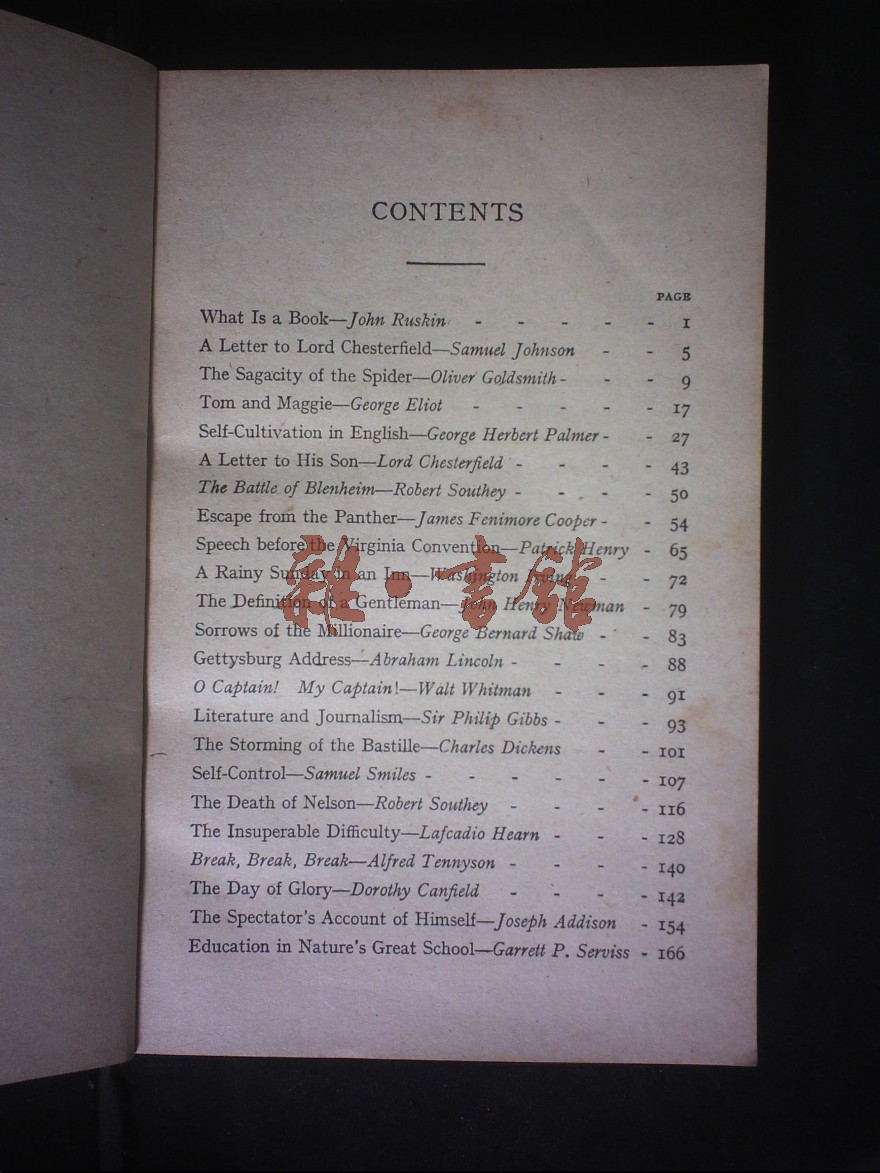 CONTENTS
PAGE
What Is a Book—John Ruskin - - - - - 1
A Letter to Lord Chesterfield—Samuel Johnson - - 5
The Sagacity of the Spider—Oliver Goldsmith - - - 9
Tom and Maggie—George Eliot - - - - - 17
Self-Cultivation in English—George Herbert Palmer - - 27
A Letter to His Son—Lord Chesterfield - - - - 43
The Battle of Blenheim—Robert Southey - - - - 50
Escape from the Panther—James Fenimore Cooper - - 54
Speech before the Virginia Convention—Patrick Henry - 65
A Rainy Sunday in an Inn—Washington Irving - - 72
The Definition of a Gentleman—John Henry Newman - 79
Sorrows of the Millionaire—George Bernard Shaw - - 83
Gettysburg Address—Abraham Lincoln - - - - 88
O Captain! My Captain!—Walt Whitman - - - 91
Literature and Journalism—Sir Philip Gibbs - - - 93
The Storming of the Bastille—Charles Dickens - - 101
Self-Control—Samuel Smiles - - - - - - 107
The Death of Nelson—Robert Southey - - - - 116
The Insuperable Difficulty—Lafcadio Hearn - - - 128
Break, Break, Break—Alfred Tennyson - - - - 140
The Day of Glory—Dorothy Canfield - - - - 142
The Spectator's Account of Himself—Joseph Addison - 154
Education in Nature's Great School—Garrett P. Serviss - 166
雜·書館